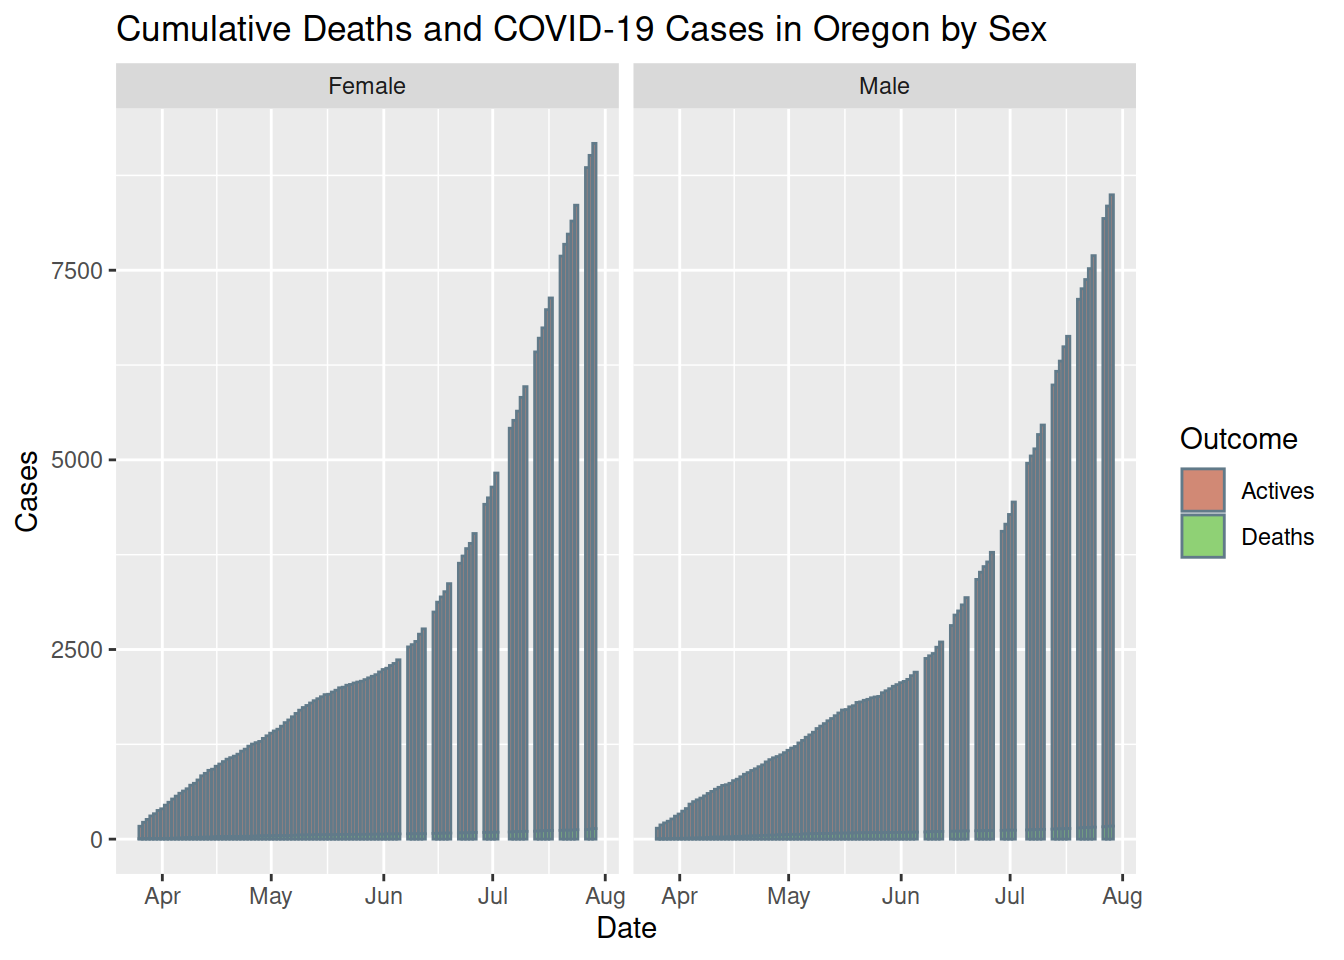 Cumulative Deaths and COVID-19 Cases in Oregon by Sex
Female
Male
Cases
7500
5000
2500
0
Apr May Jun Jul Aug
Apr May Jun Jul Aug
Date
Outcome
Actives
Deaths